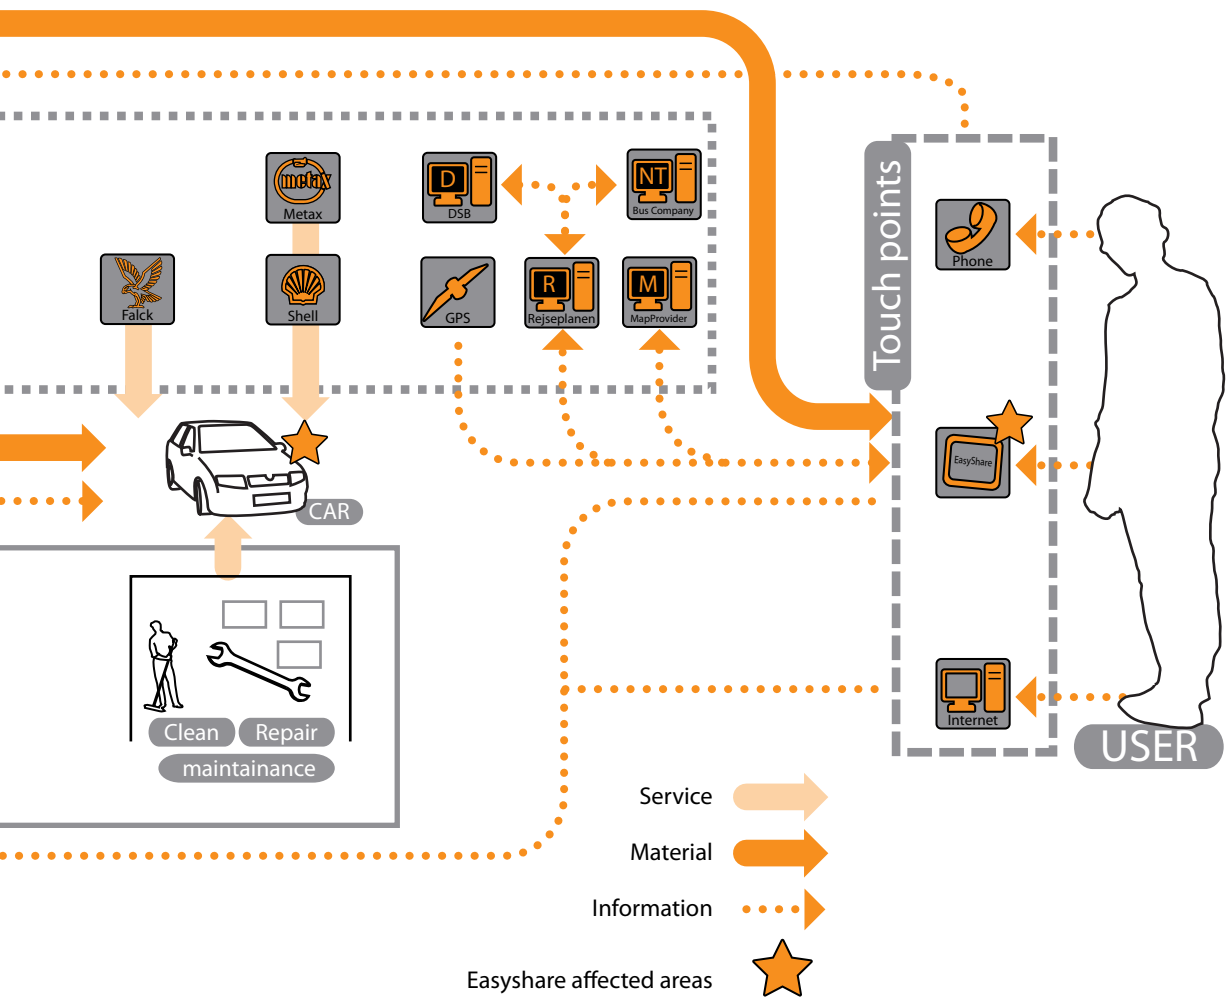 metax
Metax
D
DSB
NT
Bus Company
Touch points
Phone
Falck
Shell
GPS
R
Rejseplanen
M
MapProvider
EasyShare
CAR
Clean
Repair
maintainance
Internet
USER
Service
Material
Information
Easyshare affected areas